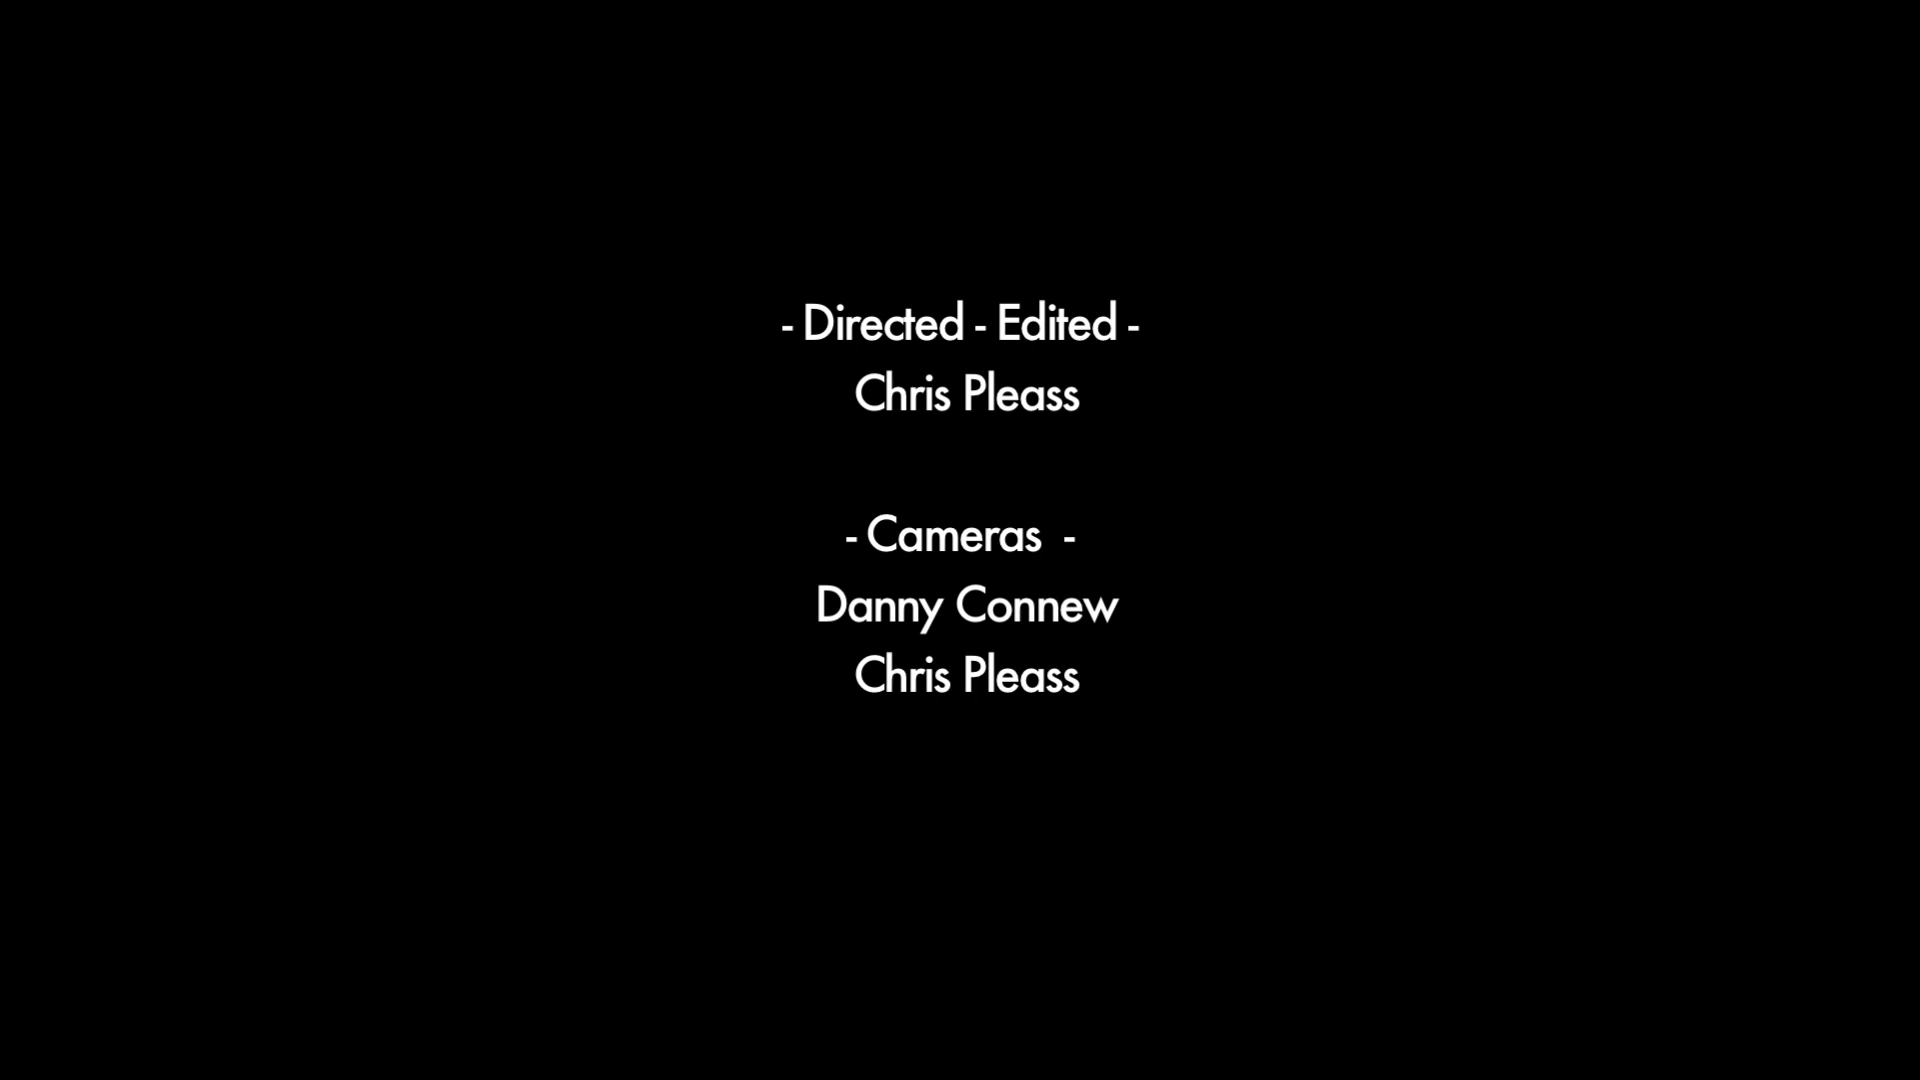 - Directed - Edited -
Chris Pleass
- Cameras  -
Danny Connew
Chris Pleass